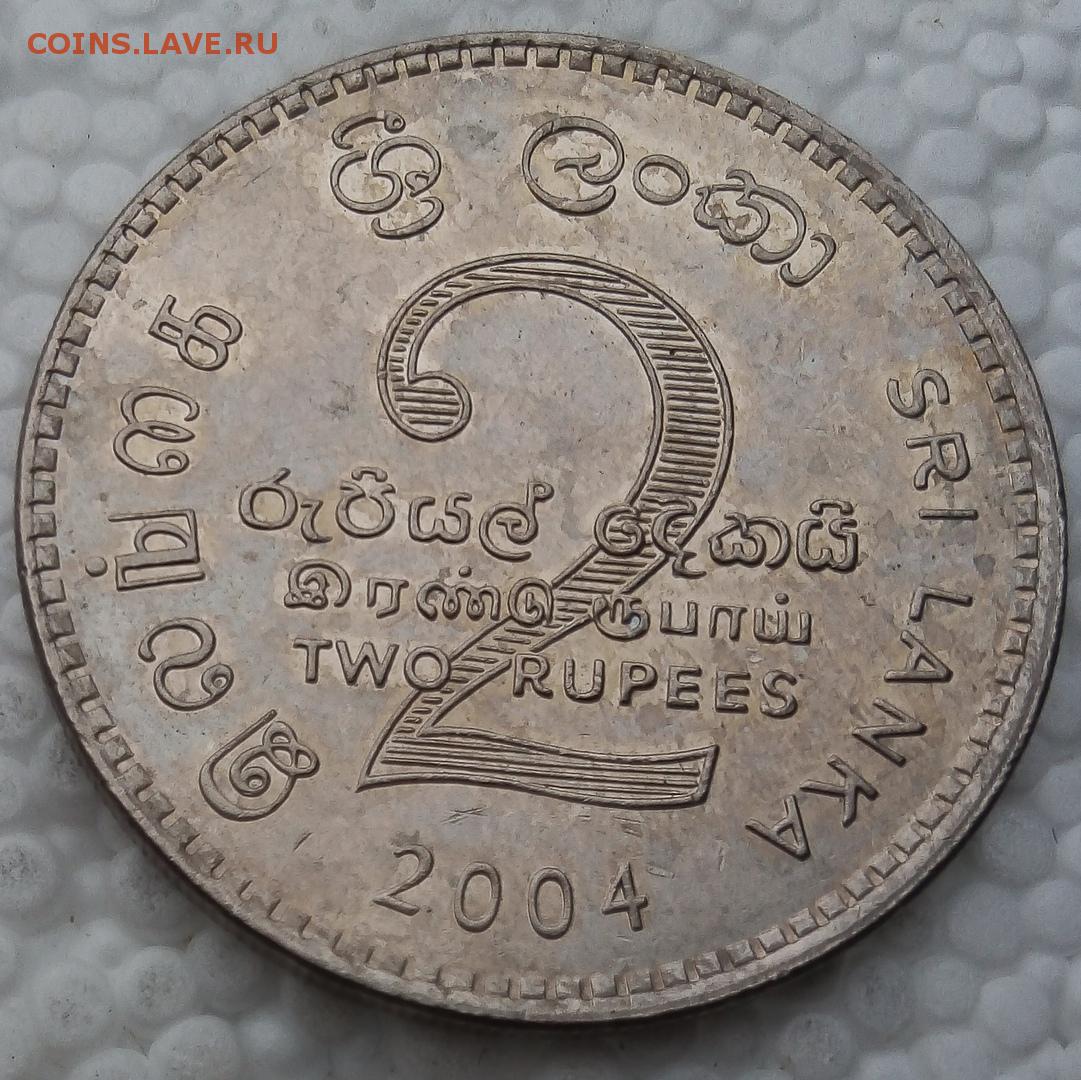 COINS.LAVE.RU
ශ්‍රී ලංකා
இலங்கை
SRI LANKA
2
රුපියල් දෙකයි
இரண்டு ரூபாய்
TWO RUPEES
2004